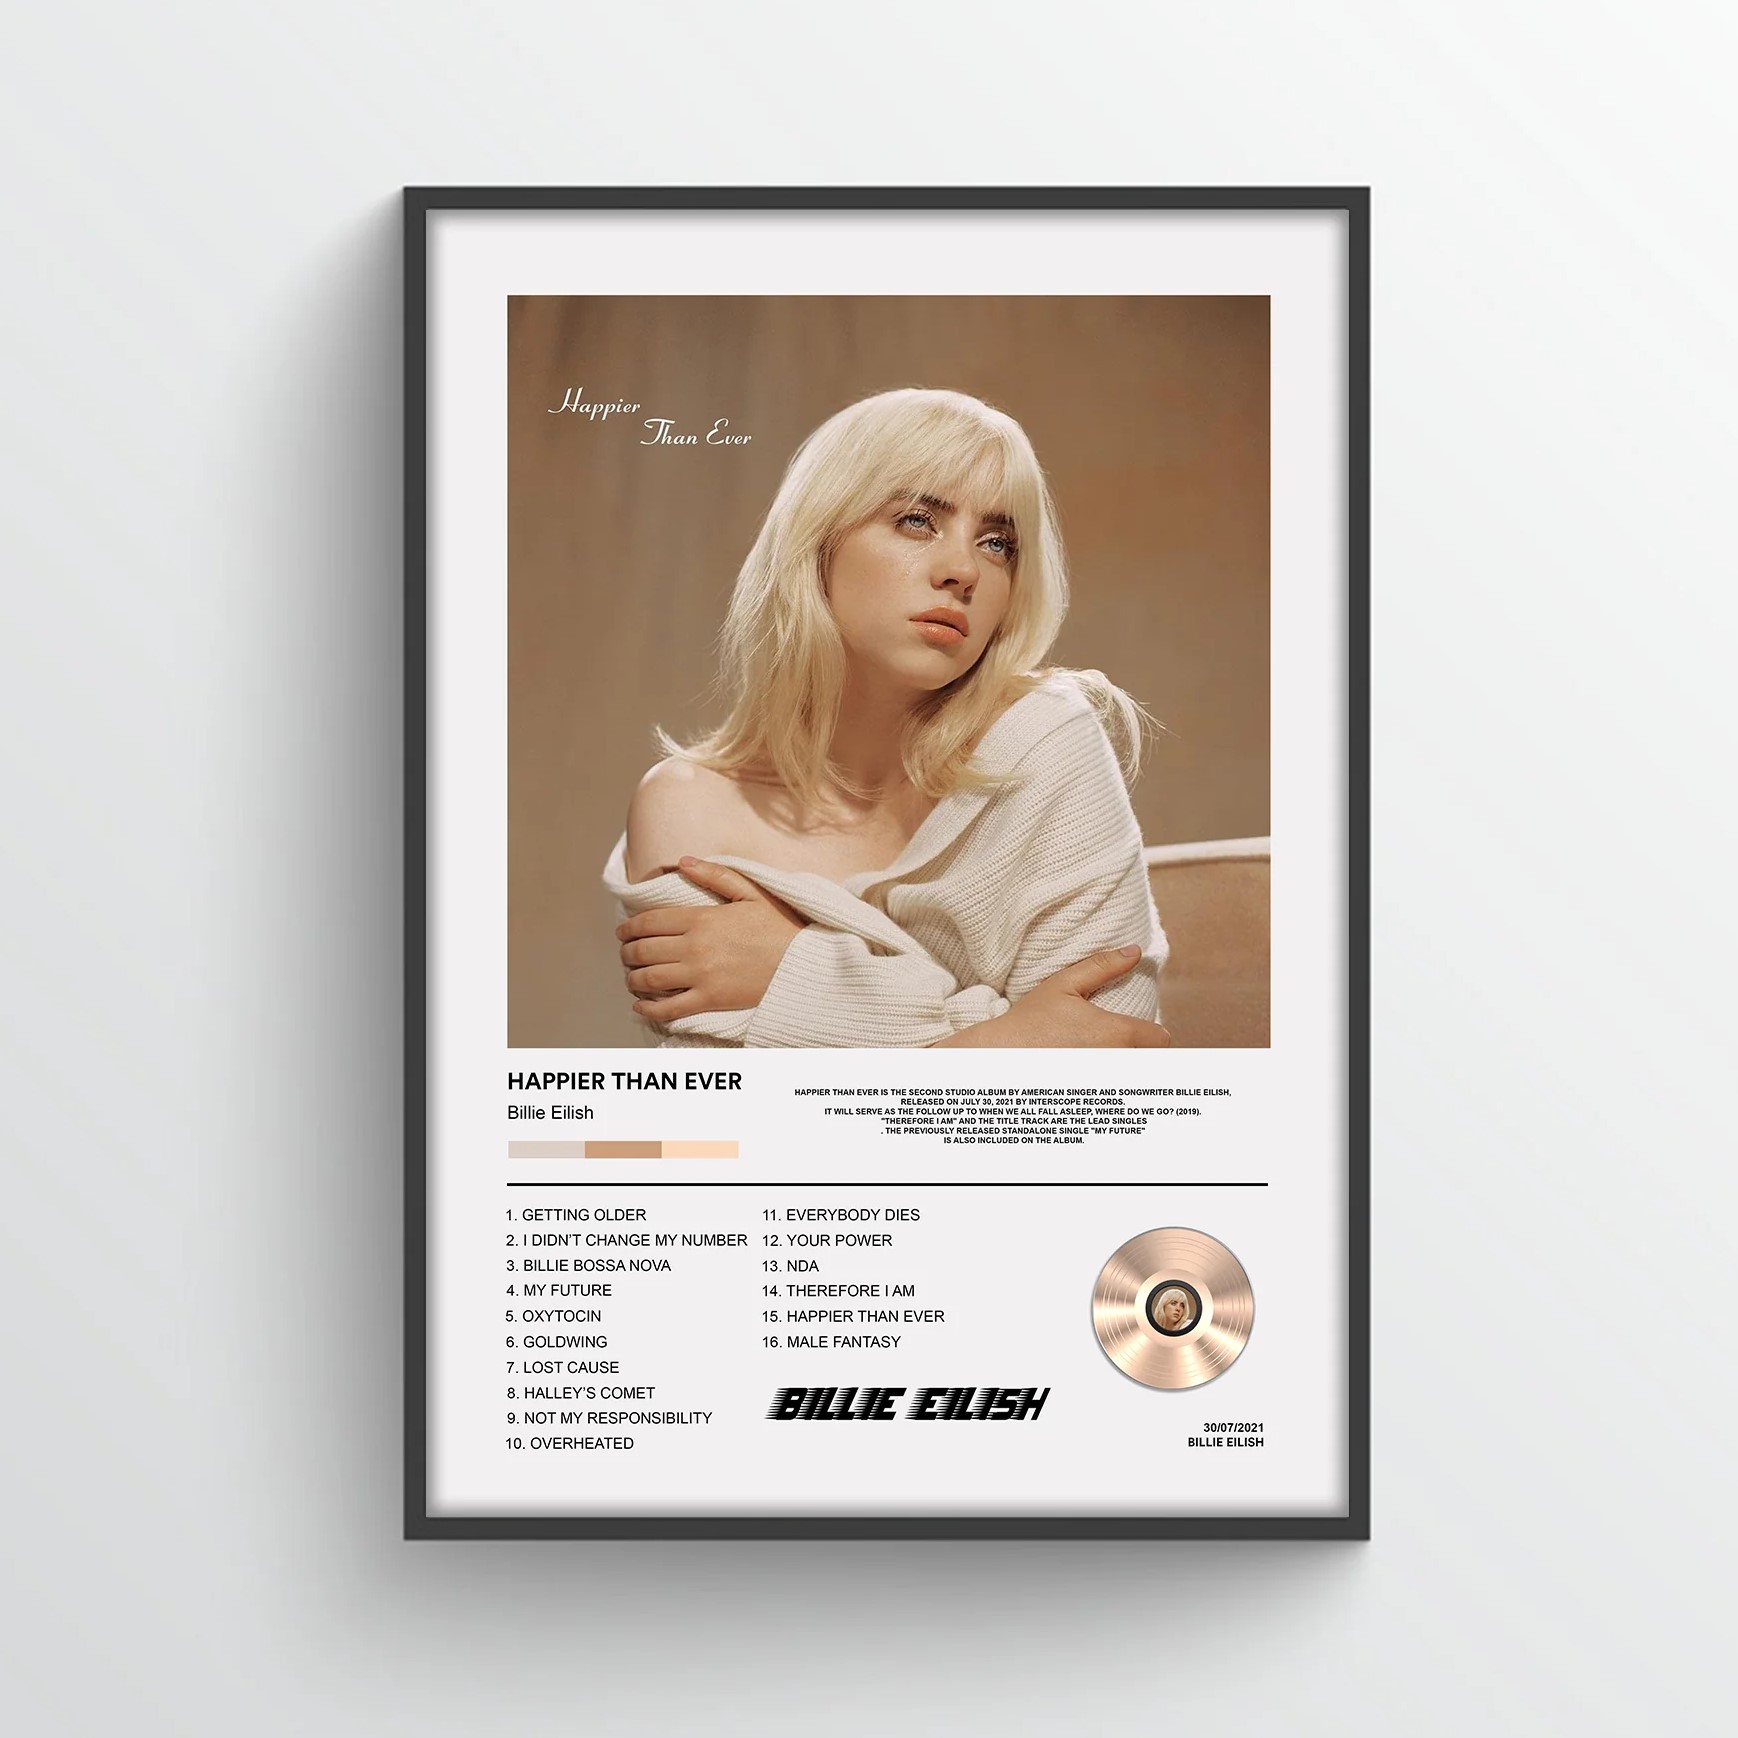 Happier
Than Ever
HAPPIER THAN EVER
Billie Eilish
HAPPIER THAN EVER IS THE SECOND STUDIO ALBUM BY AMERICAN SINGER AND SONGWRITER BILLIE EILISH,
RELEASED ON JULY 30, 2021 BY INTERSCOPE RECORDS.
IT WILL SERVE AS THE FOLLOW UP TO WHEN WE ALL FALL ASLEEP, WHERE DO WE GO? (2019).
"THEREFORE I AM" AND THE TITLE TRACK ARE THE LEAD SINGLES
. THE PREVIOUSLY RELEASED STANDALONE SINGLE "MY FUTURE"
IS ALSO INCLUDED ON THE ALBUM.
1. GETTING OLDER
2. I DIDN'T CHANGE MY NUMBER
3. BILLIE BOSSA NOVA
4. MY FUTURE
5. OXYTOCIN
6. GOLDWING
7. LOST CAUSE
8. HALLEY'S COMET
9. NOT MY RESPONSIBILITY
10. OVERHEATED
11. EVERYBODY DIES
12. YOUR POWER
13. NDA
14. THEREFORE I AM
15. HAPPIER THAN EVER
16. MALE FANTASY
BILLIE EILISH
30/07/2021
BILLIE EILISH